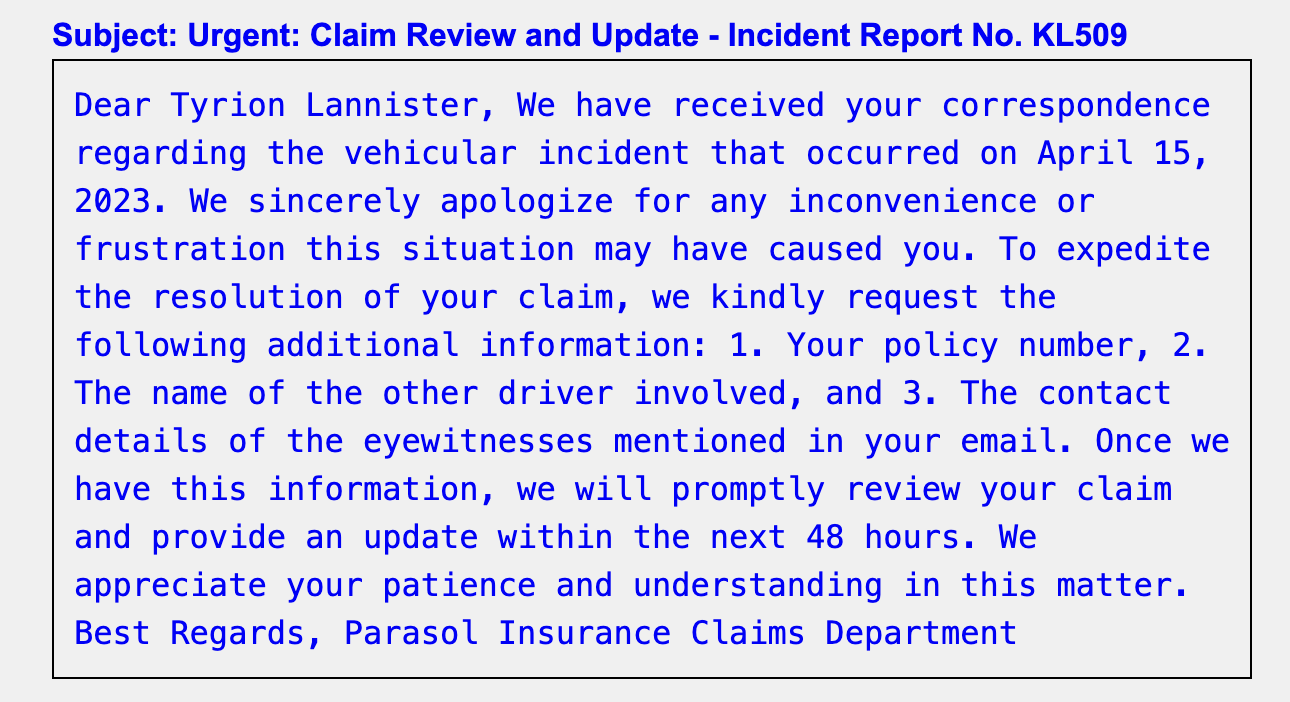 Subject: Urgent: Claim Review and Update - Incident Report No. KL509
Dear Tyrion Lannister, We have received your correspondence
regarding the vehicular incident that occurred on April 15,
2023. We sincerely apologize for any inconvenience or
frustration this situation may have caused you. To expedite
the resolution of your claim, we kindly request the
following additional information: 1. Your policy number, 2.
The name of the other driver involved, and 3. The contact
details of the eyewitnesses mentioned in your email. Once we
have this information, we will promptly review your claim
and provide an update within the next 48 hours. We
appreciate your patience and understanding in this matter.
Best Regards, Parasol Insurance Claims Department